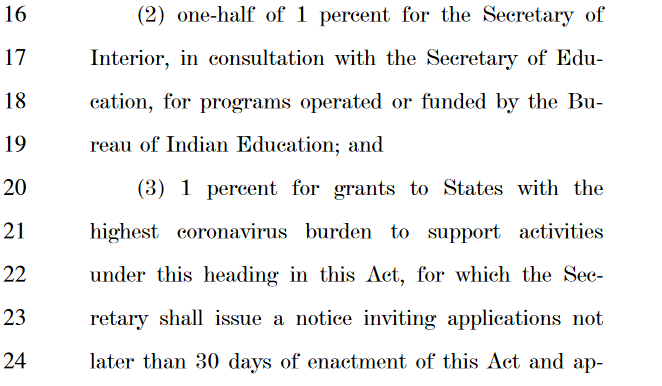 16 (2) one-half of 1 percent for the Secretary of
17 Interior, in consultation with the Secretary of Edu-
18 cation, for programs operated or funded by the Bu-
19 reau of Indian Education; and
20 (3) 1 percent for grants to States with the
21 highest coronavirus burden to support activities
22 under this heading in this Act, for which the Sec-
23 retary shall issue a notice inviting applications not
24 later than 30 days of enactment of this Act and ap-